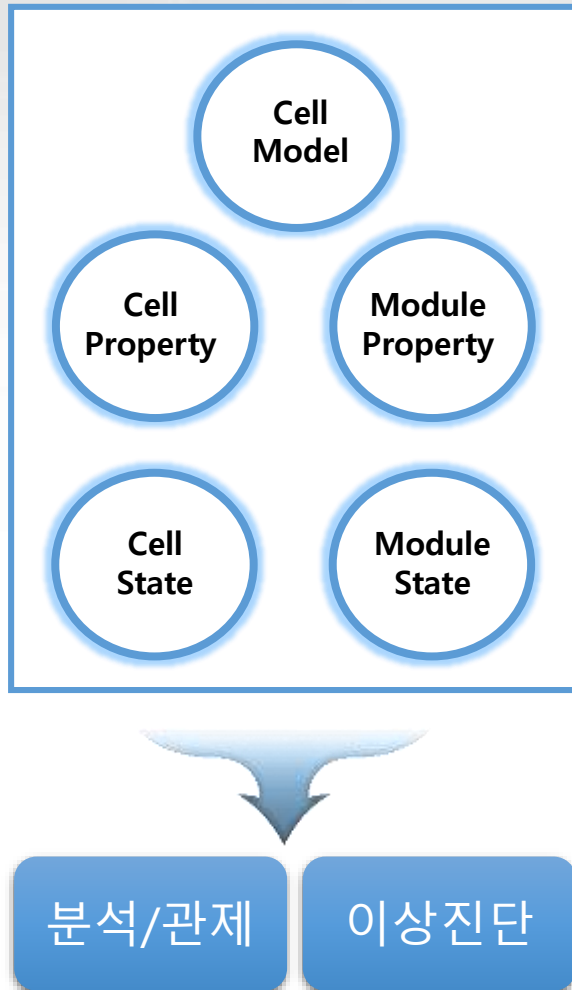 Cell
Model
Cell
Property
Module
Property
Cell
State
Module
State
분석/관제
이상진단